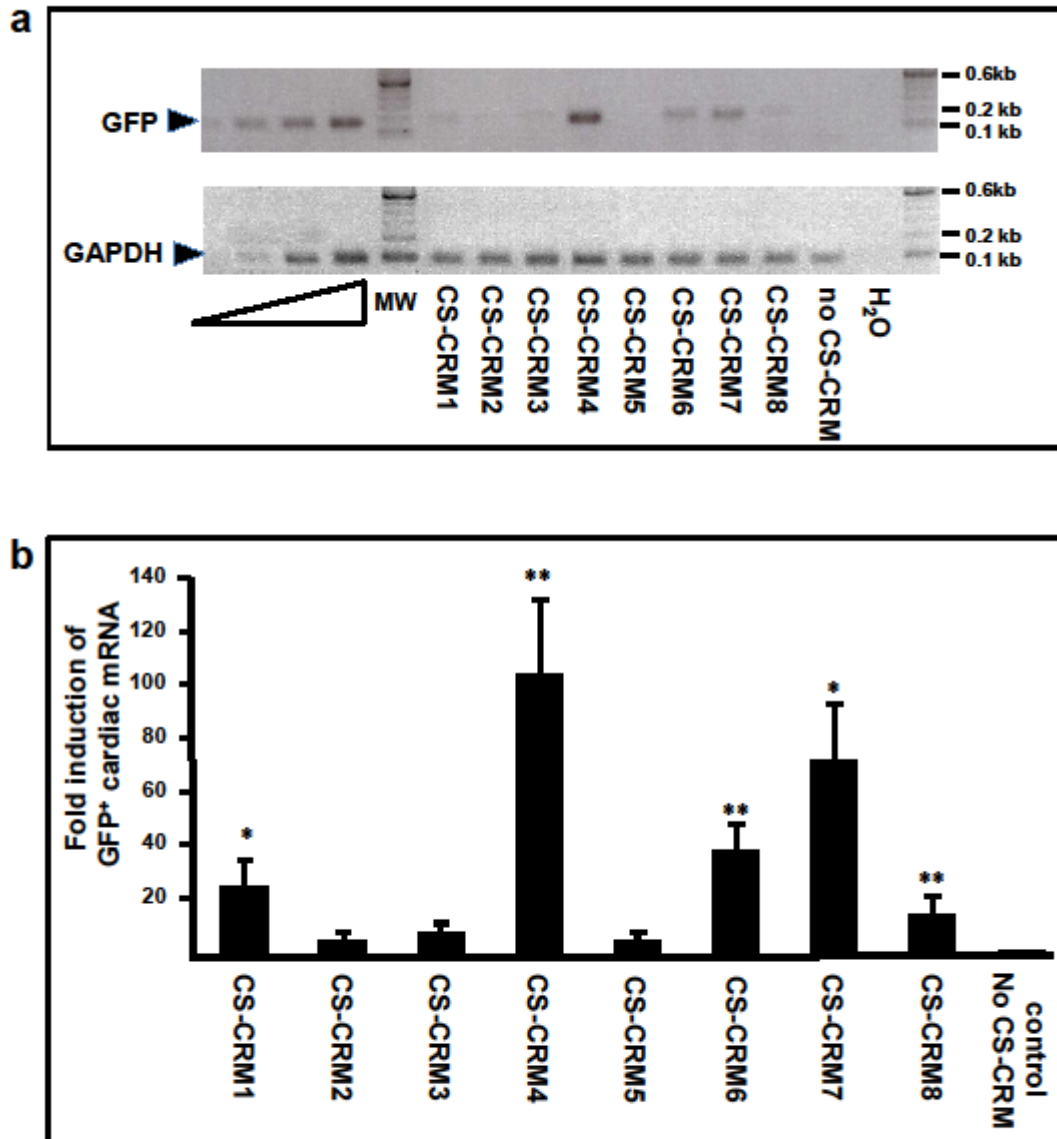 a
GFP
0.6kb
0.2 kb
0.1 kb
GAPDH
0.6kb
0.2 kb
0.1 kb
MW
CS-CRM1
CS-CRM2
CS-CRM3
CS-CRM4
CS-CRM5
CS-CRM6
CS-CRM7
CS-CRM8
no CS-CRM
H₂O
b
Fold induction of
GFP⁺ cardiac mRNA
140
120
100
80
60
40
20
*
**
**
*
**
CS-CRM1
CS-CRM2
CS-CRM3
CS-CRM4
CS-CRM5
CS-CRM6
CS-CRM7
CS-CRM8
No CS-CRM
control